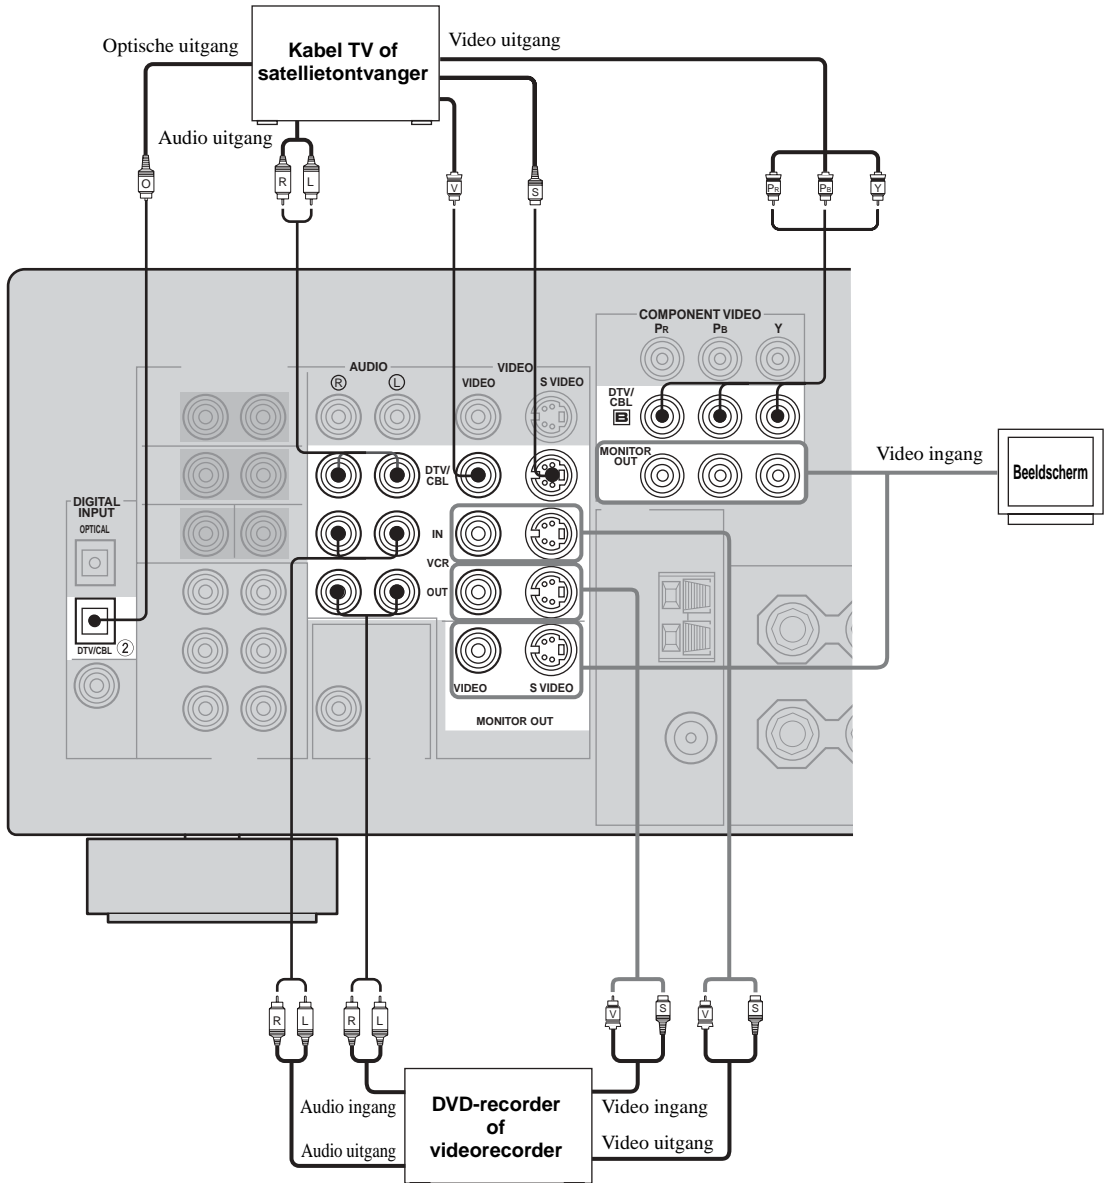 Optische uitgang
Kabel TV of
satellietontvanger
Video uitgang
Audio uitgang
O
R L
V
S
PR PB Y
COMPONENT VIDEO
PR PB Y
AUDIO VIDEO
R L VIDEO S VIDEO
DTV/
CBL
B
MONITOR
OUT
Video ingang
Beeldscherm
DTV/
CBL
DIGITAL
INPUT
OPTICAL
IN
VCR
OUT
DTV/CBL 2
VIDEO S VIDEO
MONITOR OUT
R L R L V S V S
Audio ingang
Audio uitgang
DVD-recorder
of
videorecorder
Video ingang
Video uitgang